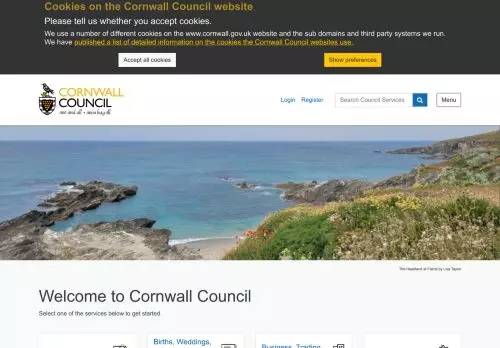 Cookies on the Cornwall Council website
Please tell us whether you accept cookies.
We use a number of different cookies on the www.cornwall.gov.uk website and the sub domains and third party systems we run.
We have published a list of detailed information on the cookies the Cornwall Council websites use.
Accept all cookies
Show preferences
CORNWALL
COUNCIL
one and all • onen hag oll
Login Register Search Council Services Menu
The Headland at Fistral by Lisa Taylor
Welcome to Cornwall Council
Select one of the services below to get started.
Births, Weddings,
Business, Trading